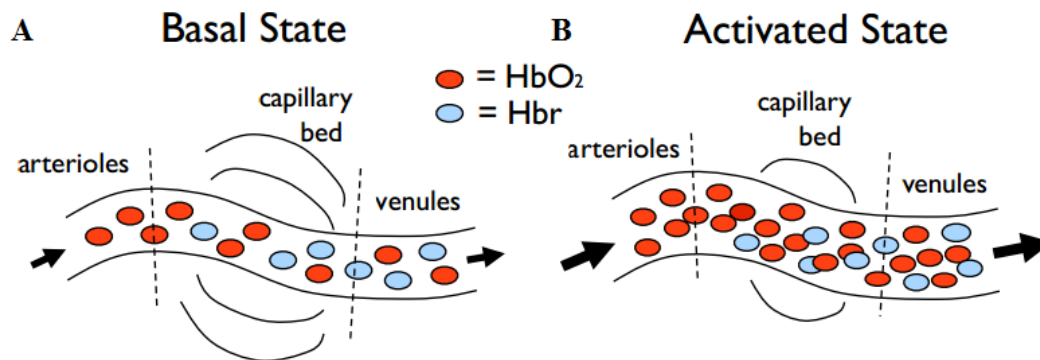 A
Basal State
B
Activated State
= HbO₂
= Hbr
capillary
bed
arterioles
venules
capillary
bed
arterioles
venules